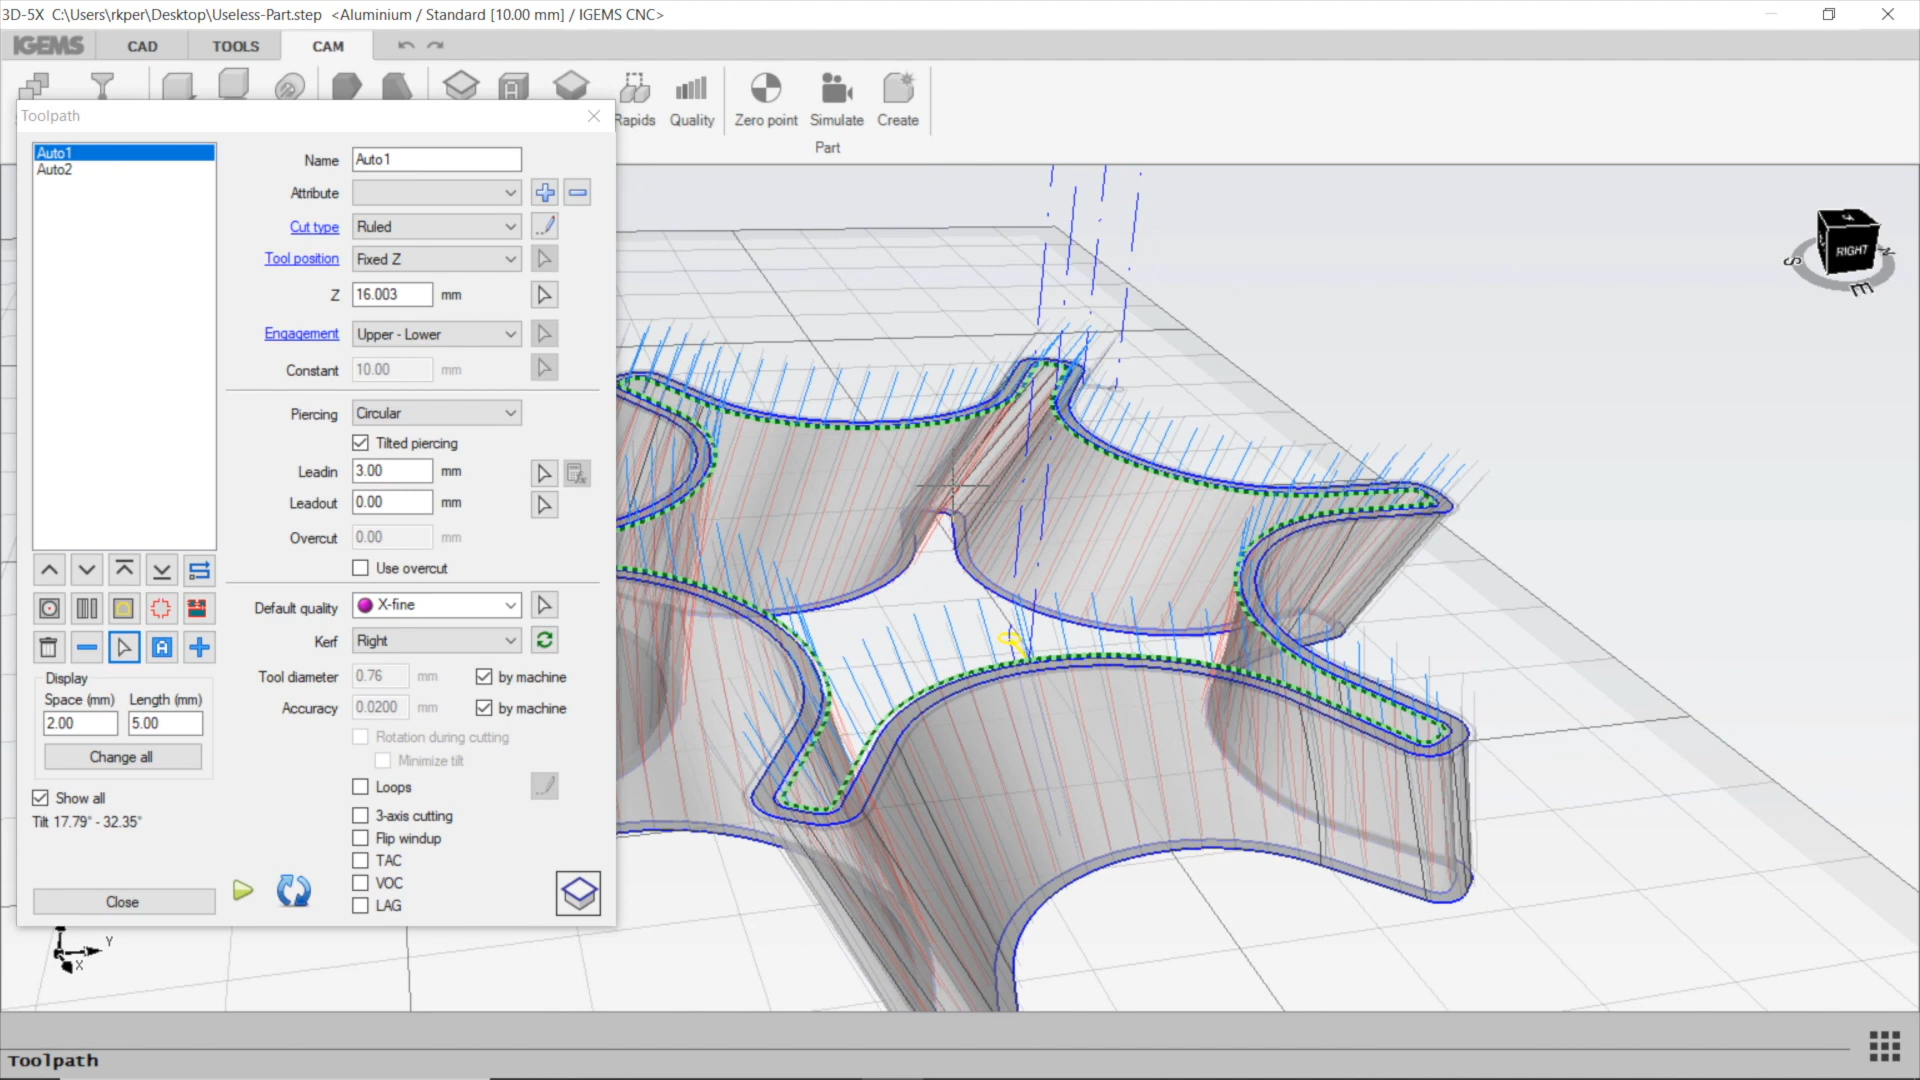 3D-5X C:\Users\rkper\Desktop\Useless-Part.step <Aluminium / Standard [10.00 mm] / IGEMS CNC>
IGEMS CAD TOOLS CAM
Rapids Quality Zero point Simulate Create
Part
Toolpath
Auto1
Auto2
Name Auto1
Attribute
Cut type Ruled
Tool position Fixed Z
Z 16.003 mm
Engagement Upper - Lower
Constant 10.00 mm
Piercing Circular
Tilted piercing
Leadin 3.00 mm
Leadout 0.00 mm
Overcut 0.00 mm
Use overcut
Default quality X-fine
Kerf Right
Tool diameter 0.76 mm by machine
Accuracy 0.0200 mm by machine
Rotation during cutting
Minimize tilt
Loops
3-axis cutting
Flip windup
TAC
VOC
LAG
Display
Space (mm) Length (mm)
2.00 5.00
Change all
Show all
Tilt 17.79° - 32.35°
Close
RIGHT
S
E
Y
X
Toolpath